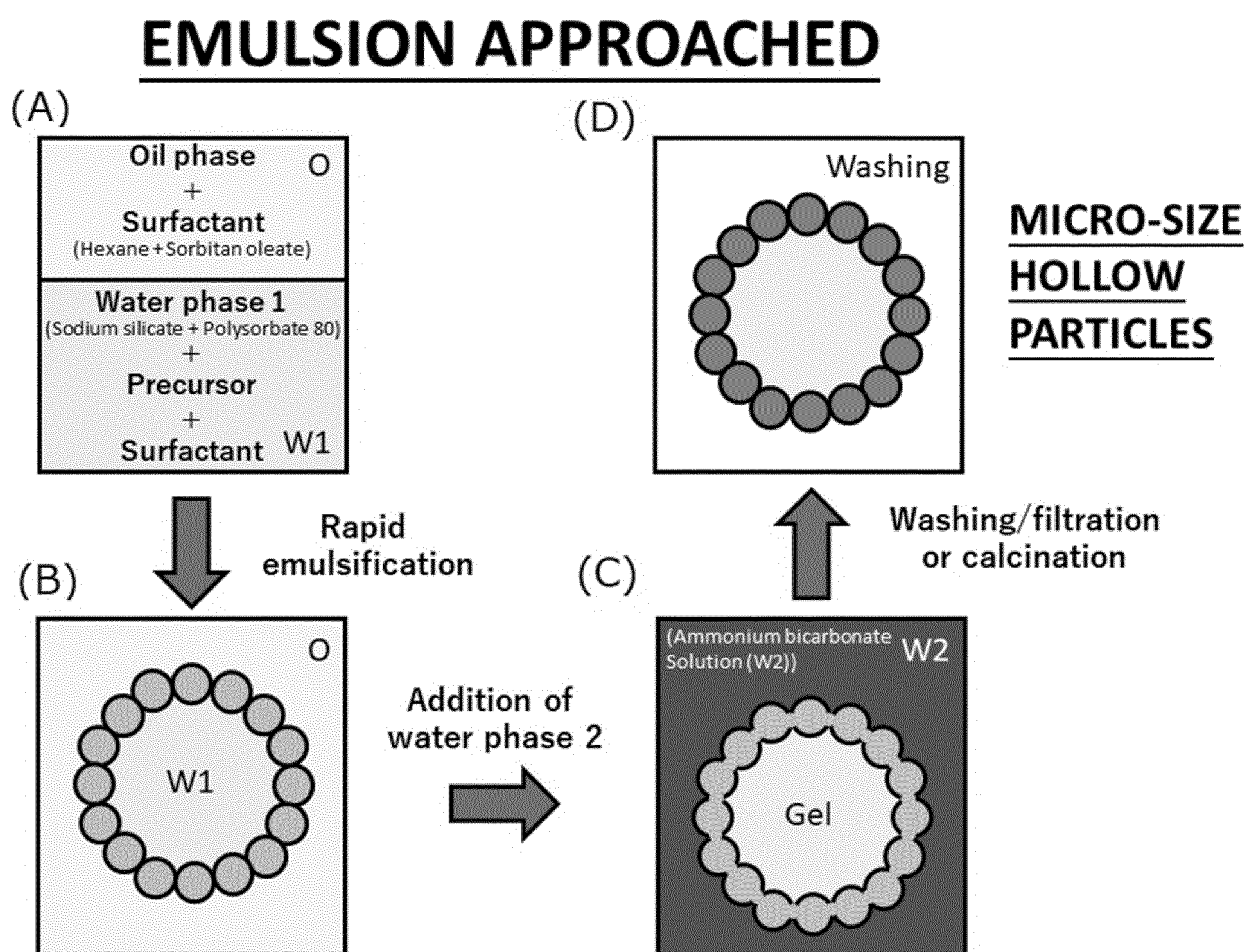 EMULSION APPROACHED
(A)
Oil phase
O
+
Surfactant
(Hexane + Sorbitan oleate)
Water phase 1
(Sodium silicate + Polysorbate 80)
+
Precursor
+
Surfactant
W1
Rapid
emulsification
(B)
O
W1
Addition of
water phase 2
(C)
(Ammonium bicarbonate
Solution (W2))
W2
Gel
Washing/filtration
or calcination
(D)
Washing
MICRO-SIZE
HOLLOW
PARTICLES